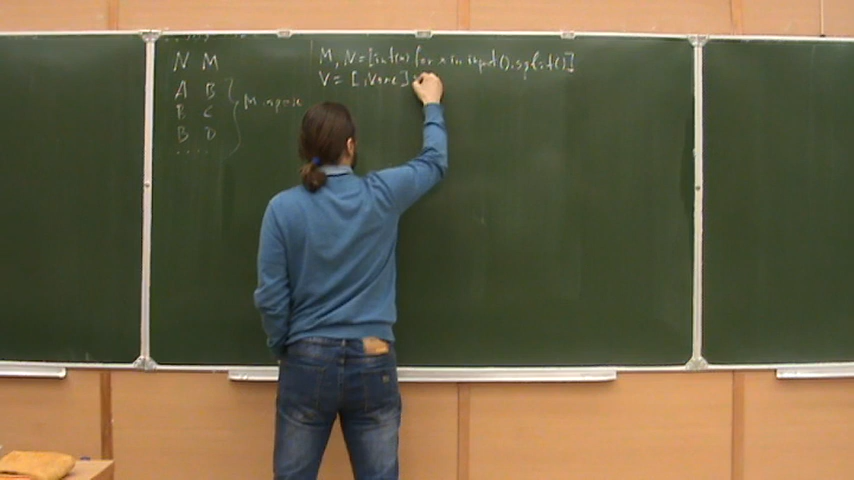 N M
A B
B C
B D
....
M
M, N = [int(x) for x in input().split()]
V = [None]